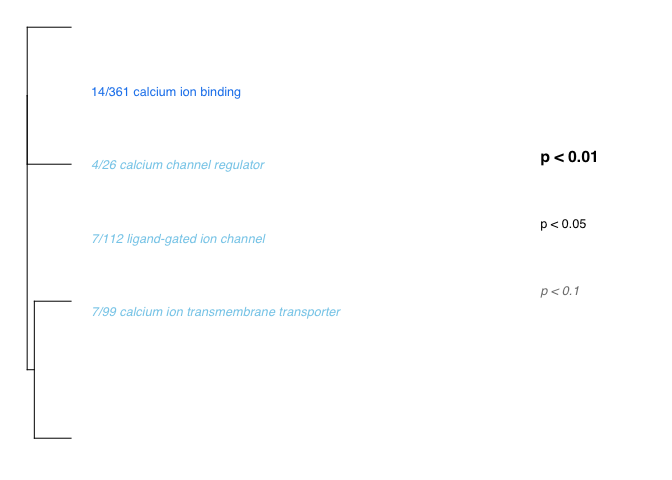 14/361 calcium ion binding
4/26 calcium channel regulator
7/112 ligand-gated ion channel
7/99 calcium ion transmembrane transporter
p < 0.01
p < 0.05
p < 0.1